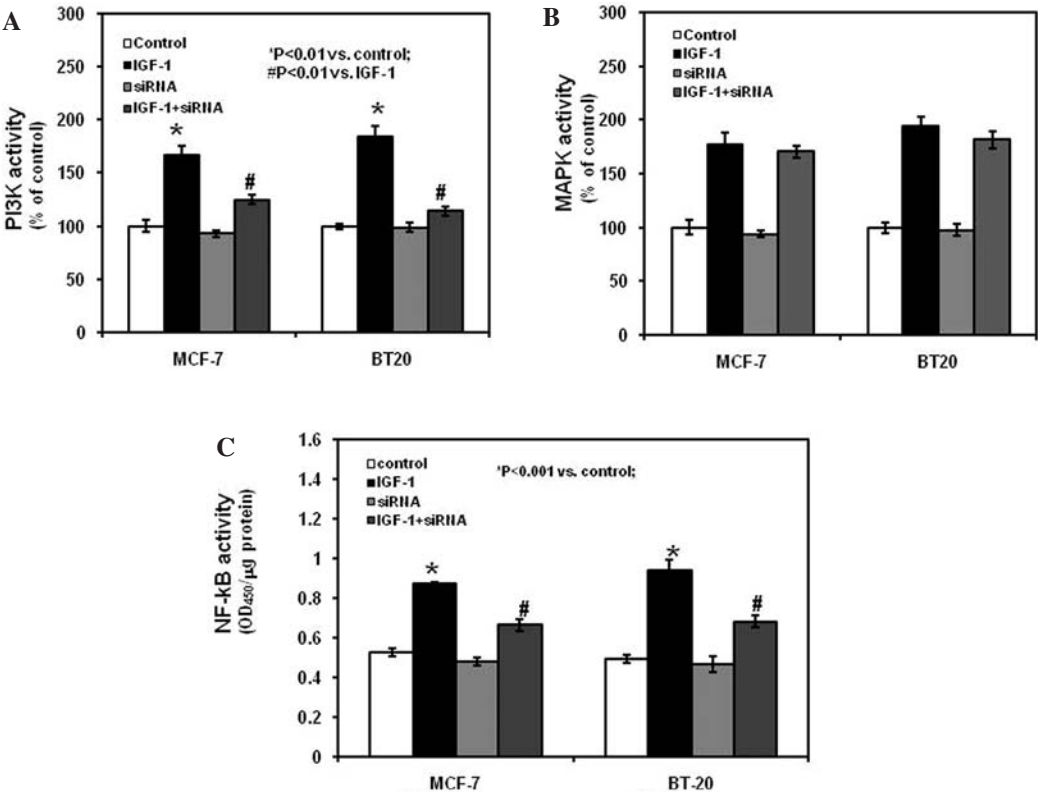 A
300
250
200
150
100
50
0
PI3K activity
(% of control)
Control
IGF-1
siRNA
IGF-1+siRNA
*P<0.01 vs. control;
#P<0.01 vs. IGF-1
*
#
*
#
MCF-7
BT20
B
300
250
200
150
100
50
0
MAPK activity
(% of control)
Control
IGF-1
siRNA
IGF-1+siRNA
MCF-7
BT20
C
1.6
1.4
1.2
1
0.8
0.6
0.4
0.2
0
NF-kB activity
(OD450/µg protein)
control
IGF-1
siRNA
IGF-1+siRNA
*P<0.001 vs. control;
*
#
*
#
MCF-7
BT-20